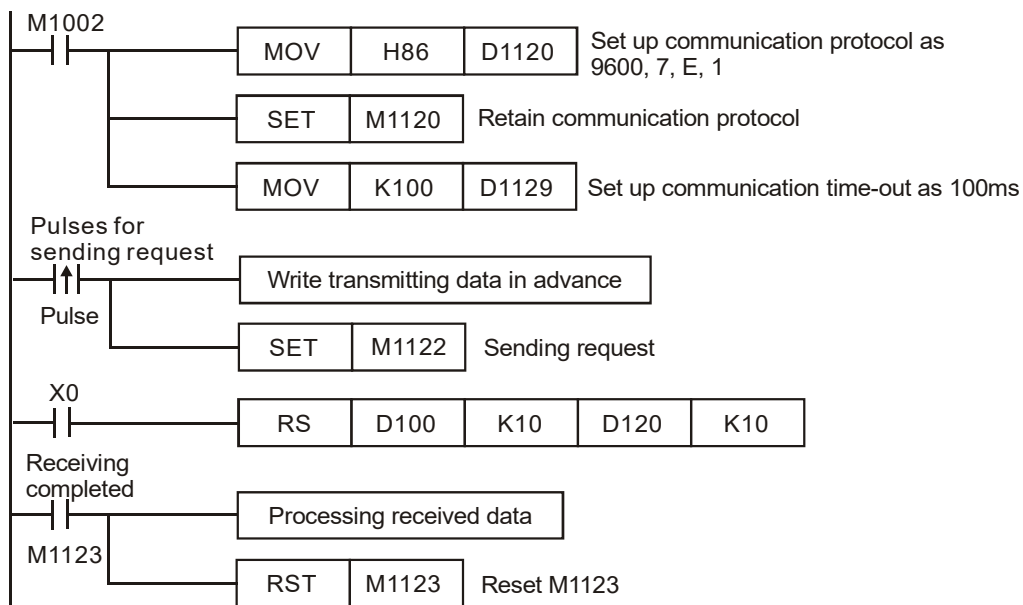 M1002
MOV H86 D1120 Set up communication protocol as
9600, 7, E, 1
SET M1120 Retain communication protocol
MOV K100 D1129 Set up communication time-out as 100ms
Pulses for
sending request
Write transmitting data in advance
Pulse
SET M1122 Sending request
X0
RS D100 K10 D120 K10
Receiving
completed
Processing received data
M1123
RST M1123 Reset M1123